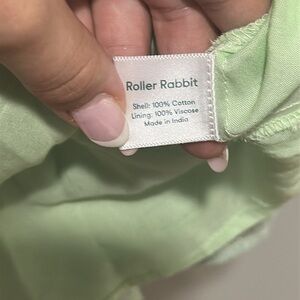 Roller Rabbit
Shell: 100% Cotton
Lining: 100% Viscose
Made in India